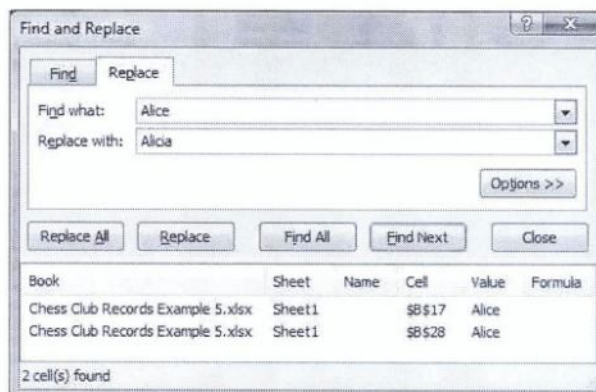 Find and Replace
Find Replace
Find what: Alice
Replace with: Alicia
Options >>
Replace All Replace Find All Find Next Close
Book Sheet Name Cell Value Formula
Chess Club Records Example 5.xlsx Sheet1 $B$17 Alice
Chess Club Records Example 5.xlsx Sheet1 $B$28 Alice
2 cell(s) found